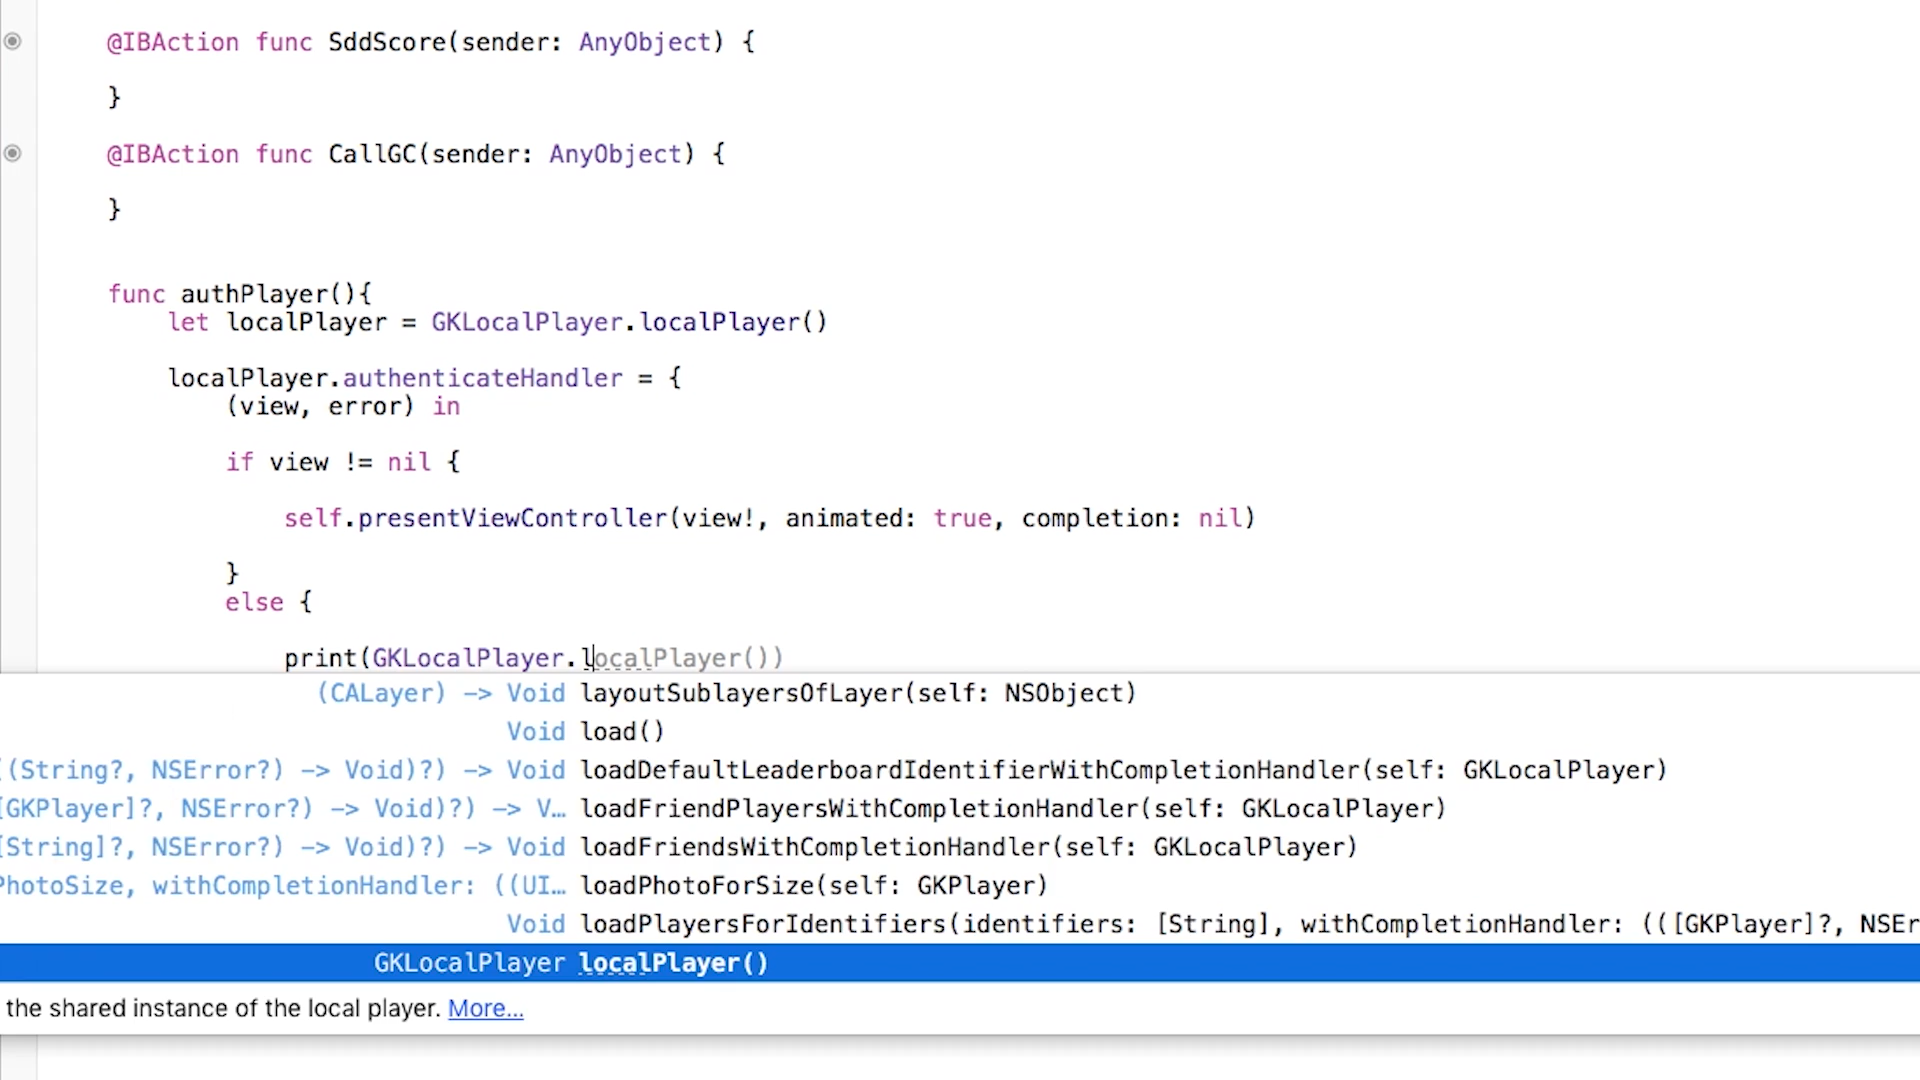 @IBAction func SddScore(sender: AnyObject) {
}
@IBAction func CallGC(sender: AnyObject) {
}
func authPlayer(){
let localPlayer = GKLocalPlayer.localPlayer()
localPlayer.authenticateHandler = {
(view, error) in
if view != nil {
self.presentViewController(view!, animated: true, completion: nil)
}
else {
print(GKLocalPlayer.localPlayer())
(CALayer) -> Void layoutSublayersOfLayer(self: NSObject)
Void load()
((String?, NSError?) -> Void)?) -> Void loadDefaultLeaderboardIdentifierWithCompletionHandler(self: GKLocalPlayer)
[GKPlayer]?, NSError?) -> Void)?) -> V... loadFriendPlayersWithCompletionHandler(self: GKLocalPlayer)
[String]?, NSError?) -> Void)?) -> Void loadFriendsWithCompletionHandler(self: GKLocalPlayer)
PhotoSize, withCompletionHandler: ((UI... loadPhotoForSize(self: GKPlayer)
Void loadPlayersForIdentifiers(identifiers: [String], withCompletionHandler: (([GKPlayer]?, NSEr
GKLocalPlayer localPlayer()
the shared instance of the local player. More...